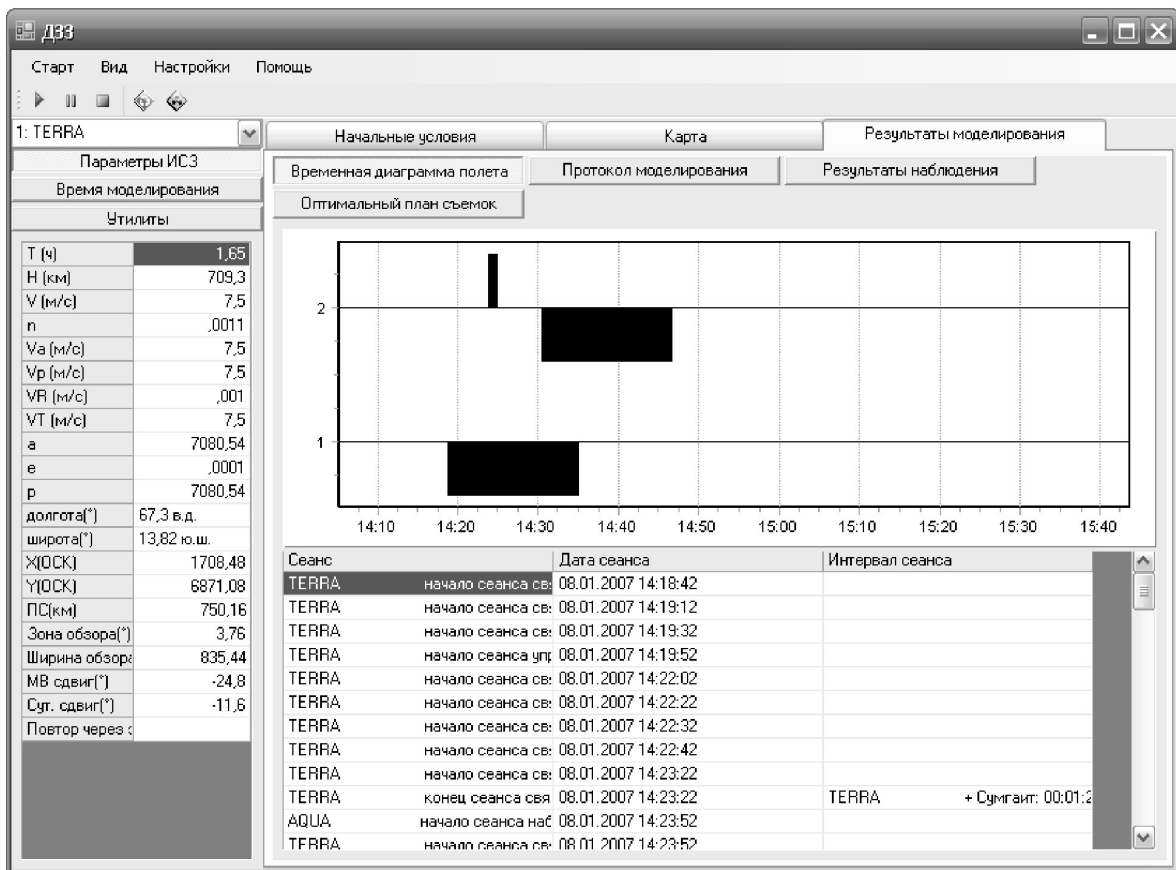 ДЗЗ
Старт Вид Настройки Помощь
1: TERRA
Параметры ИСЗ
Время моделирования
Утилиты
T (ч) 1,65
H (км) 709,3
V (м/с) 7,5
n ,0011
Va (м/с) 7,5
Vp (м/с) 7,5
VR (м/с) ,001
VT (м/с) 7,5
a 7080,54
e ,0001
p 7080,54
долгота(°) 67,3 в.д.
широта(°) 13,82 ю.ш.
X(ОСК) 1708,48
Y(ОСК) 6871,08
ПС(км) 750,16
Зона обзора(°) 3,76
Ширина обзора 835,44
МВ сдвиг(°) -24,8
Сут. сдвиг(°) -11,6
Повтор через
Начальные условия Карта Результаты моделирования
Временная диаграмма полета Протокол моделирования Результаты наблюдения
Оптимальный план съемок
2
1
14:10 14:20 14:30 14:40 14:50 15:00 15:10 15:20 15:30 15:40
Сеанс Дата сеанса Интервал сеанса
TERRA начало сеанса св 08.01.2007 14:18:42
TERRA начало сеанса св 08.01.2007 14:19:12
TERRA начало сеанса св 08.01.2007 14:19:32
TERRA начало сеанса упр 08.01.2007 14:19:52
TERRA начало сеанса св 08.01.2007 14:22:02
TERRA начало сеанса св 08.01.2007 14:22:22
TERRA начало сеанса св 08.01.2007 14:22:32
TERRA начало сеанса св 08.01.2007 14:22:42
TERRA начало сеанса св 08.01.2007 14:23:22
TERRA конец сеанса свя 08.01.2007 14:23:22 TERRA + Сумгаит: 00:01:2
AQUA начало сеанса наб 08.01.2007 14:23:52
TERRA начало сеанса св 08.01.2007 14:23:52